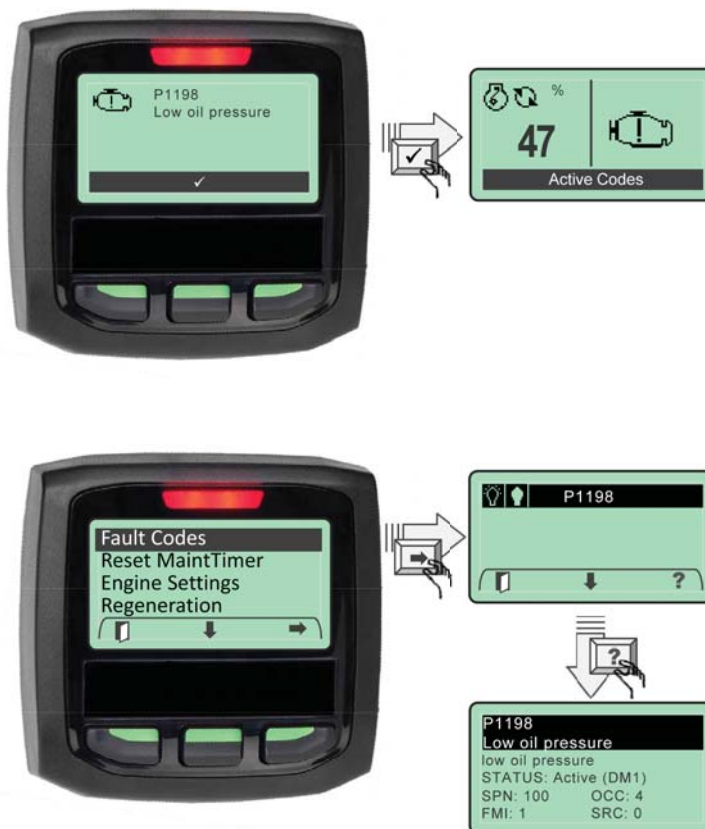 P1198
Low oil pressure
%
47
Active Codes
Fault Codes
Reset MaintTimer
Engine Settings
Regeneration
P1198
?
?
P1198
Low oil pressure
low oil pressure
STATUS: Active (DM1)
SPN: 100 OCC: 4
FMI: 1 SRC: 0